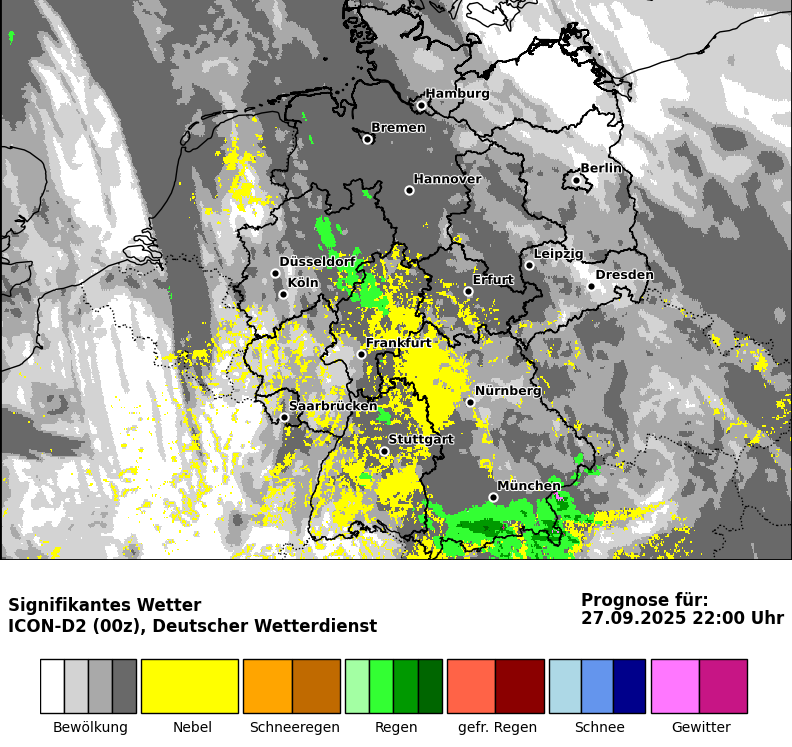 Hamburg
Bremen
Berlin
Hannover
Leipzig
Düsseldorf
Dresden
Köln
Erfurt
Frankfurt
Nürnberg
Saarbrücken
Stuttgart
München
Signifikantes Wetter
ICON-D2 (00z), Deutscher Wetterdienst
Prognose für:
27.09.2025 22:00 Uhr
Bewölkung Nebel Schneeregen Regen gefr. Regen Schnee Gewitter